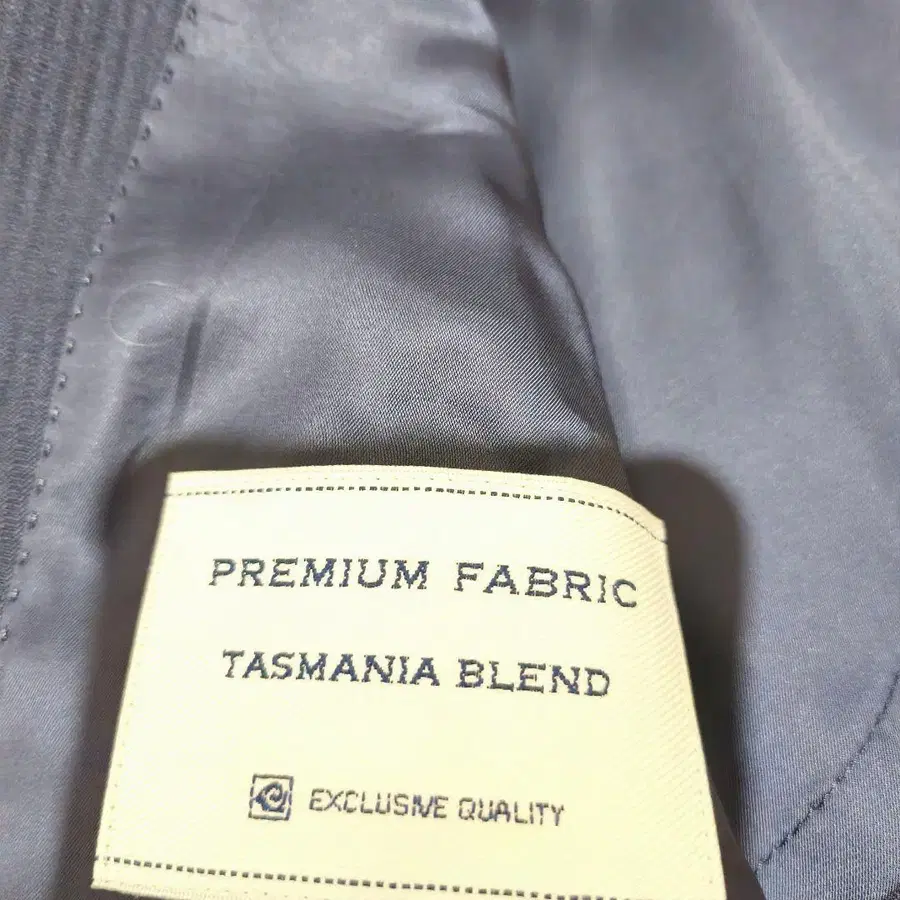 PREMIUM FABRIC
TASMANIA BLEND
EXCLUSIVE QUALITY